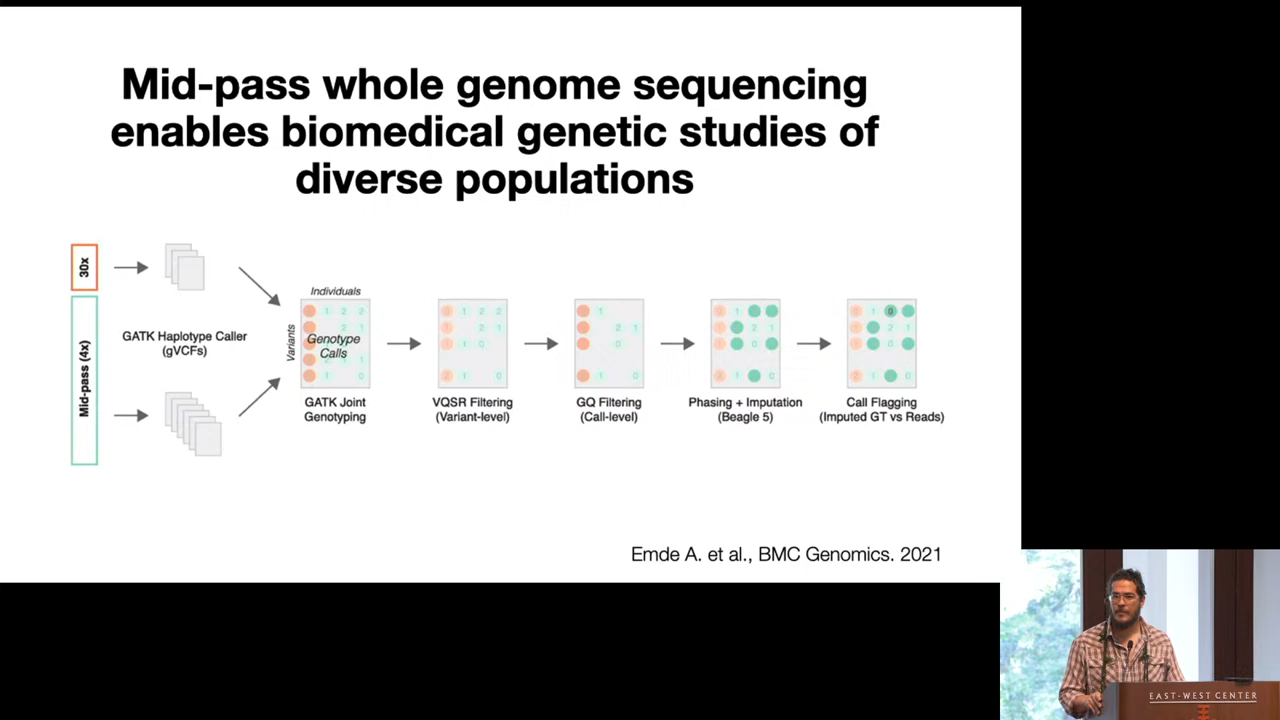 Mid-pass whole genome sequencing
enables biomedical genetic studies of
diverse populations
30x
Mid-pass (4x)
GATK Haplotype Caller
(gVCFs)
Individuals
Variants
Genotype
Calls
GATK Joint
Genotyping
VQSR Filtering
(Variant-level)
GQ Filtering
(Call-level)
Phasing + Imputation
(Beagle 5)
Call Flagging
(Imputed GT vs Reads)
Emde A. et al., BMC Genomics. 2021
EAST-WEST CENTER